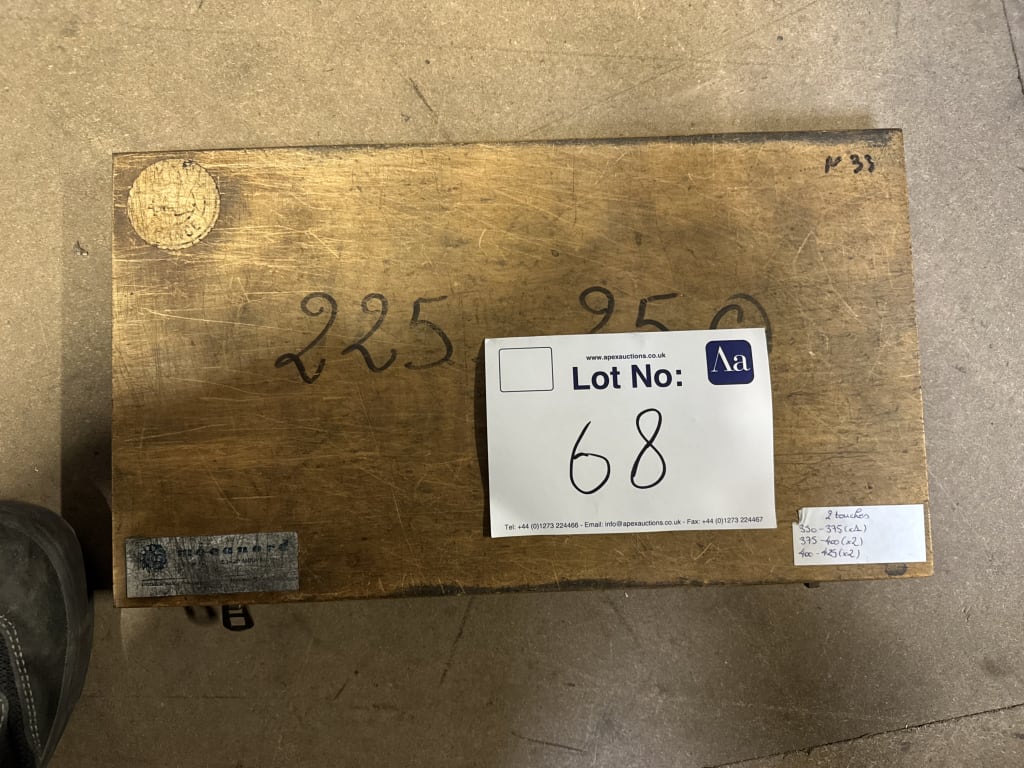 N 33
225 250
www.apexauctions.co.uk
Aa
Lot No:
68
Tel: +44 (0)1273 224466 - Email: info@apexauctions.co.uk - Fax: +44 (0)1273 224467
2 touches
350-375 (x1)
375-400 (x2)
400-425 (x2)